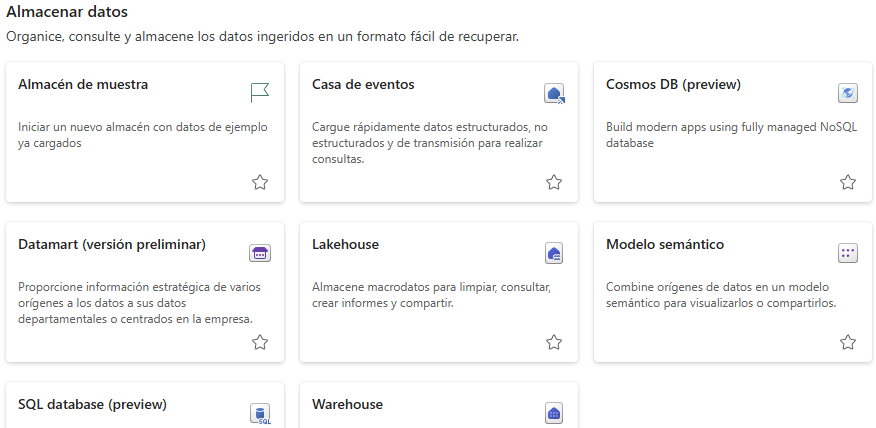 Almacenar datos
Organice, consulte y almacene los datos ingeridos en un formato fácil de recuperar.
Almacén de muestra
Iniciar un nuevo almacén con datos de ejemplo
ya cargados
Casa de eventos
Cargue rápidamente datos estructurados, no
estructurados y de transmisión para realizar
consultas.
Cosmos DB (preview)
Build modern apps using fully managed NoSQL
database
Datamart (versión preliminar)
Proporcione información estratégica de varios
orígenes a los datos a sus datos
departamentales o centrados en la empresa.
Lakehouse
Almacene macrodatos para limpiar, consultar,
crear informes y compartir.
Modelo semántico
Combine orígenes de datos en un modelo
semántico para visualizarlos o compartirlos.
SQL database (preview)
SQL
Warehouse